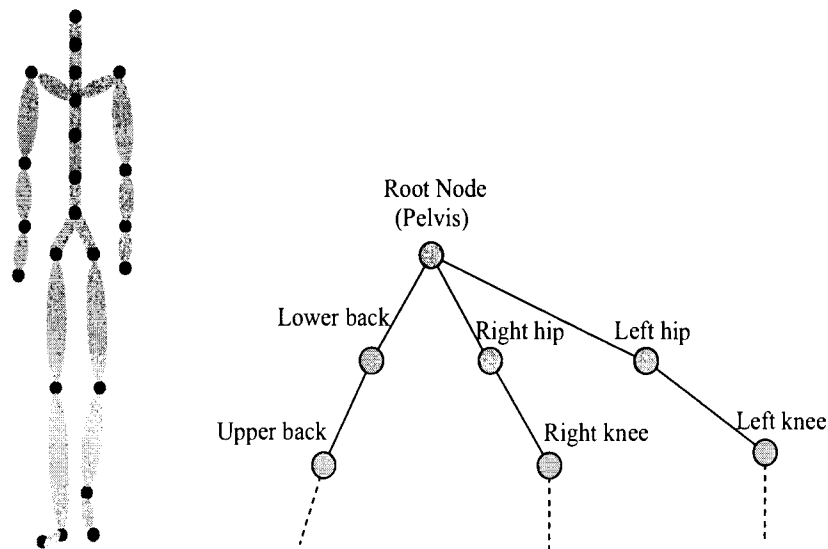 Root Node
(Pelvis)
Lower back
Right hip
Left hip
Upper back
Right knee
Left knee